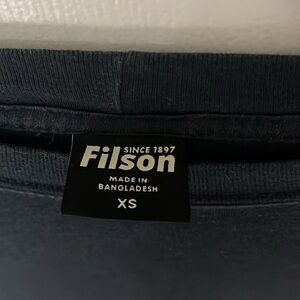 SINCE 1897
Filson
MADE IN
BANGLADESH
XS